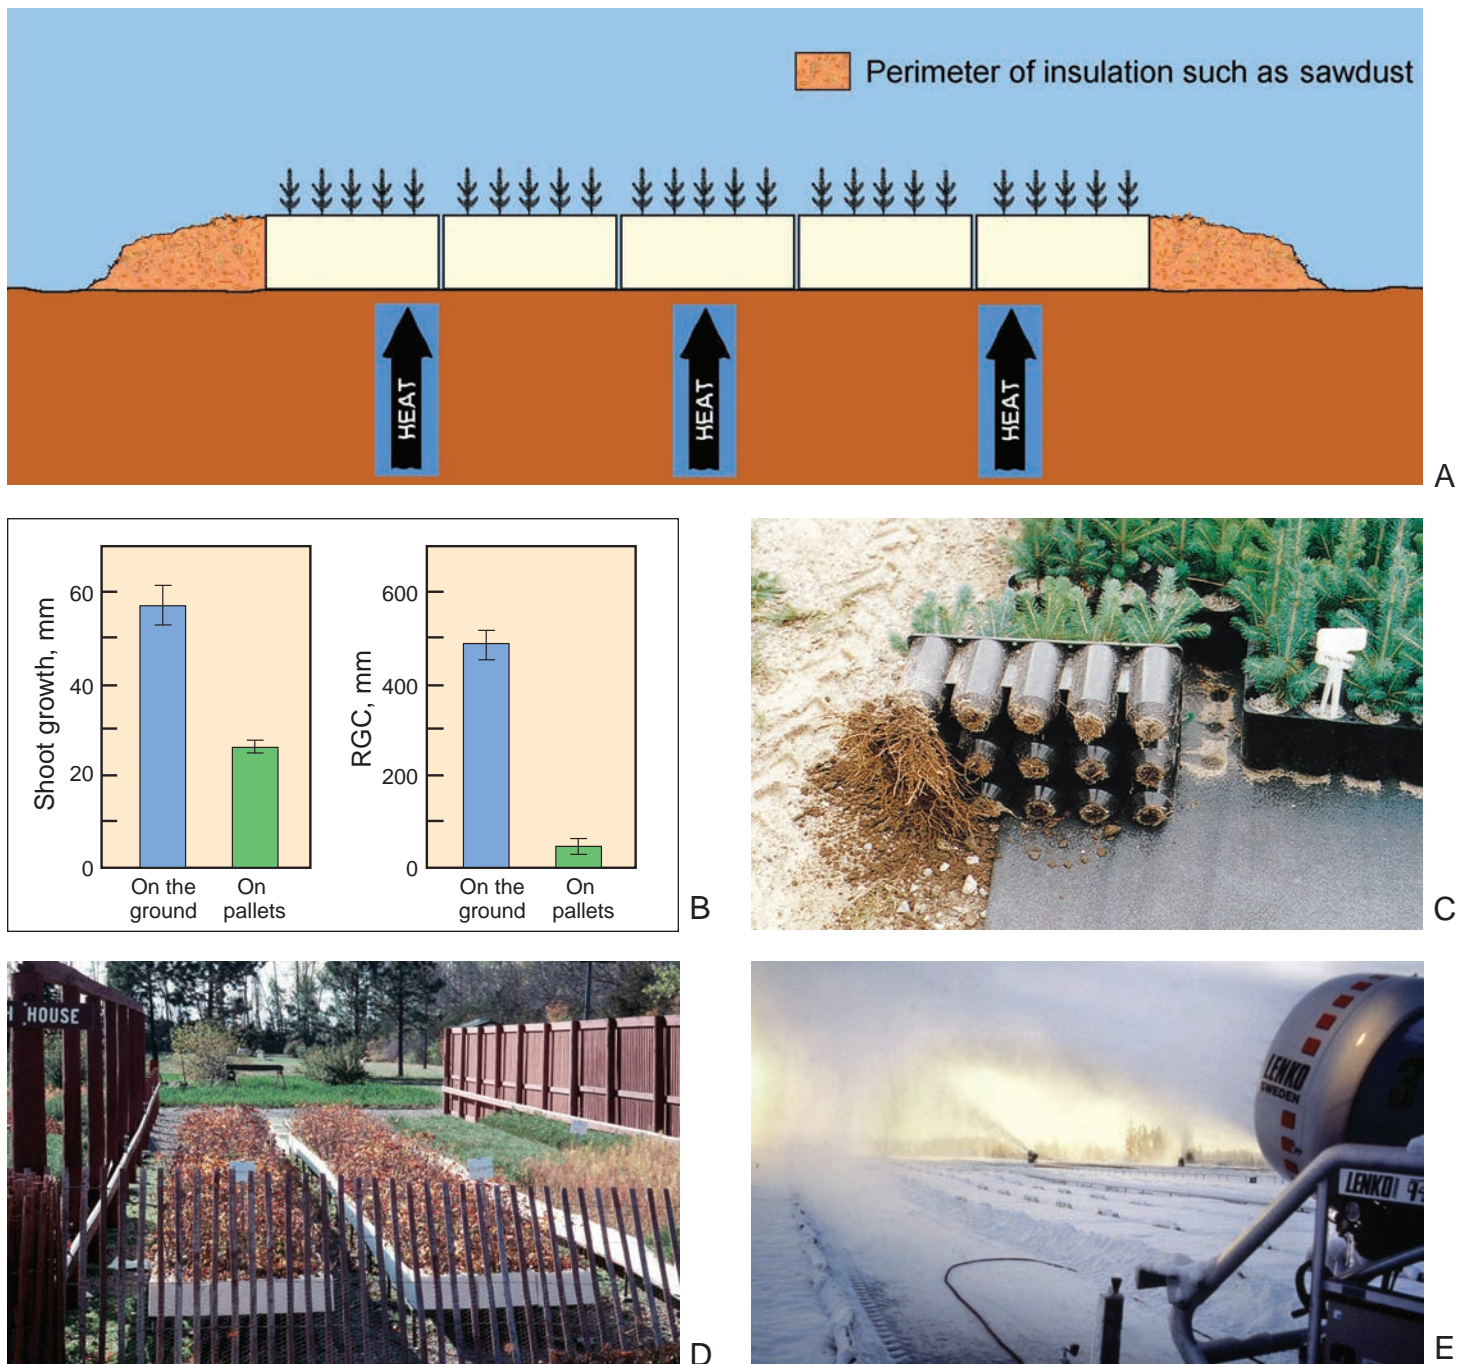 Perimeter of insulation such as sawdust
HEAT
HEAT
HEAT
A
Shoot growth, mm
60
40
20
0
On the
ground
On
pallets
RGC, mm
600
400
200
0
On the
ground
On
pallets
B
C
HOUSE
D
LENKO
SWEDEN
LENKO
E